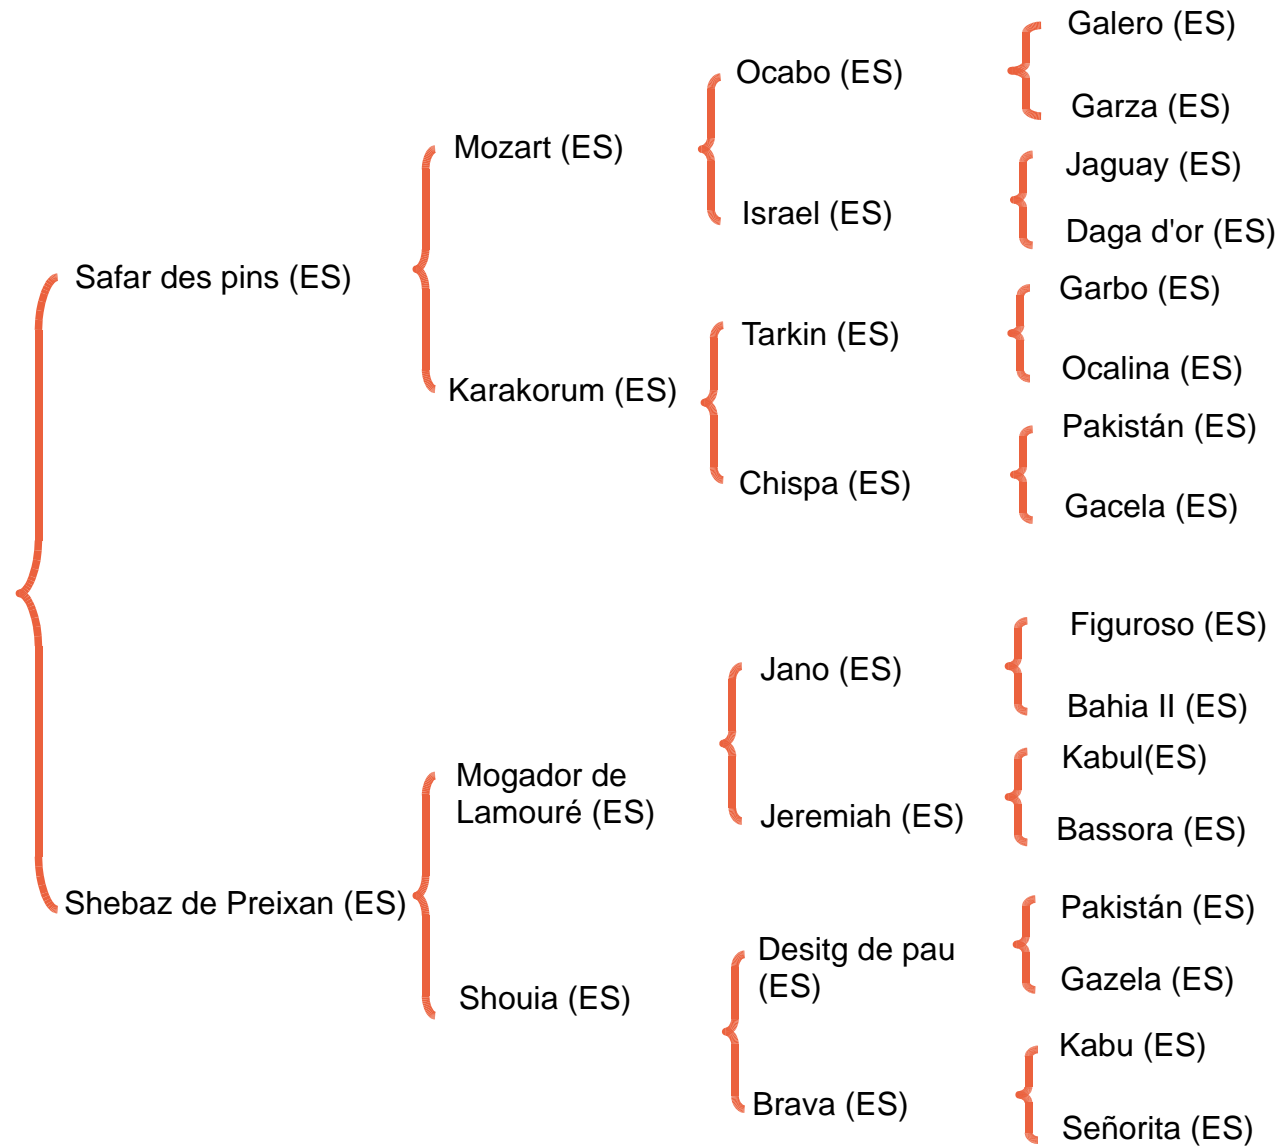 Galero (ES)
Ocabo (ES)
Garza (ES)
Mozart (ES)
Jaguay (ES)
Israel (ES)
Daga d'or (ES)
Safar des pins (ES)
Garbo (ES)
Tarkin (ES)
Ocalina (ES)
Karakorum (ES)
Pakistán (ES)
Chispa (ES)
Gacela (ES)
Figuroso (ES)
Jano (ES)
Bahia II (ES)
Mogador de
Lamouré (ES)
Kabul(ES)
Jeremiah (ES)
Bassora (ES)
Shebaz de Preixan (ES)
Pakistán (ES)
Desitg de pau
(ES)
Gazela (ES)
Shouia (ES)
Kabu (ES)
Brava (ES)
Señorita (ES)